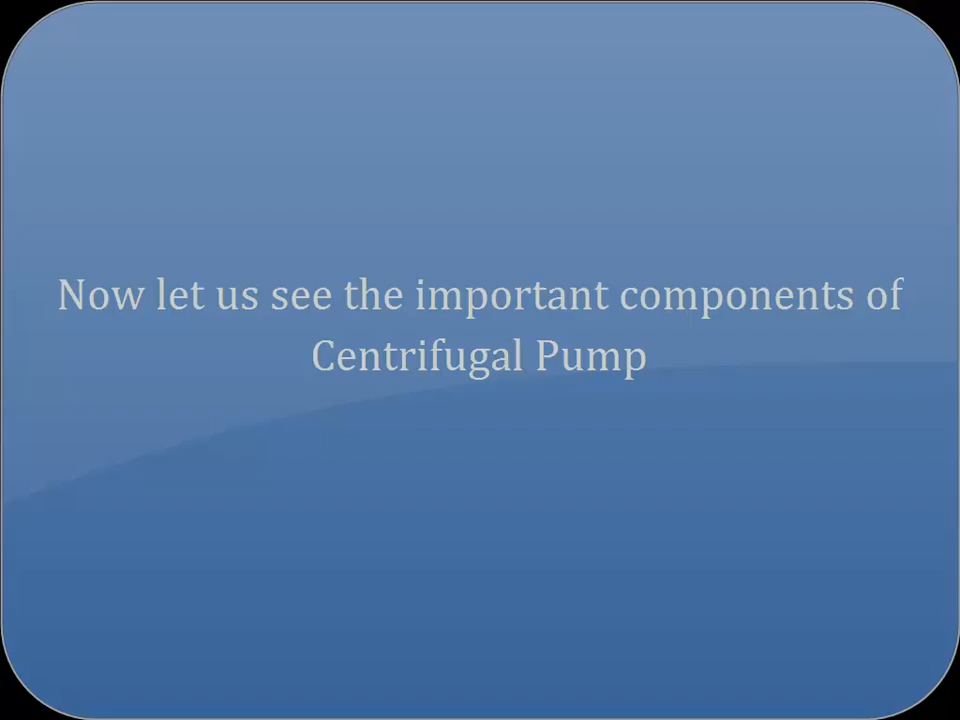 Now let us see the important components of
Centrifugal Pump